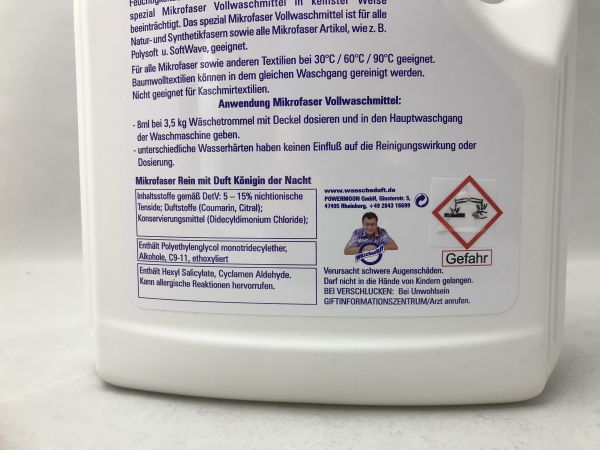 Feuchtigkeits
spezial Mikrofaser Vollwaschmittel in keinster Weise
beeinträchtigt. Das spezial Mikrofaser Vollwaschmittel ist für alle
Natur- und Synthetikfasern sowie alle Mikrofaser Artikel, wie z. B.
Polysoft u. SoftWave, geeignet.
Für alle Mikrofaser sowie anderen Textilien bei 30°C / 60°C / 90°C geeignet.
Baumwolltextilien können in dem gleichen Waschgang gereinigt werden.
Nicht geeignet für Kaschmirtextilien.
Anwendung Mikrofaser Vollwaschmittel:
- 8ml bei 3,5 kg Wäschetrommel mit Deckel dosieren und in den Hauptwaschgang
der Waschmaschine geben.
- unterschiedliche Wasserhärten haben keinen Einfluß auf die Reinigungswirkung oder
Dosierung.
Mikrofaser Rein mit Duft Königin der Nacht
Inhaltsstoffe gemäß DetV: 5 – 15% nichtionische
Tenside; Duftstoffe (Coumarin, Citral);
Konservierungsmittel (Didecyldimonium Chloride);
Enthält Polyethylenglycol monotridecylether,
Alkohole, C9-11, ethoxyliert
Enthält Hexyl Salicylate, Cyclamen Aldehyde.
Kann allergische Reaktionen hervorrufen.
www.waescheduft.de
POWERMOON GmbH, Ginsterstr. 3,
47495 Rheinberg, +49 2843 16699
Wäscheduft
Gefahr
Verursacht schwere Augenschäden.
Darf nicht in die Hände von Kindern gelangen.
BEI VERSCHLUCKEN: Bei Unwohlsein
GIFTINFORMATIONSZENTRUM/Arzt anrufen.